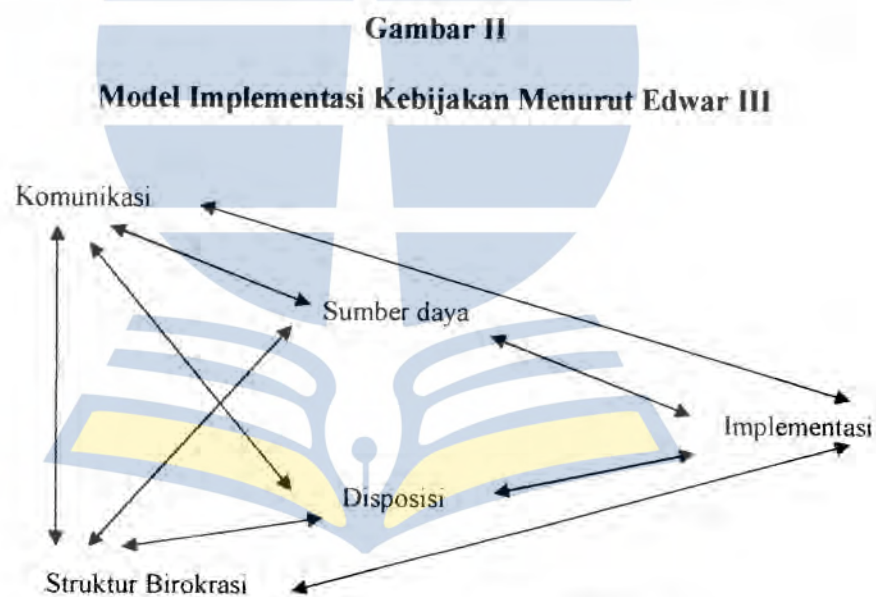 Gambar II
Model Implementasi Kebijakan Menurut Edwar III
Komunikasi
Sumber daya
Implementasi
Disposisi
Struktur Birokrasi